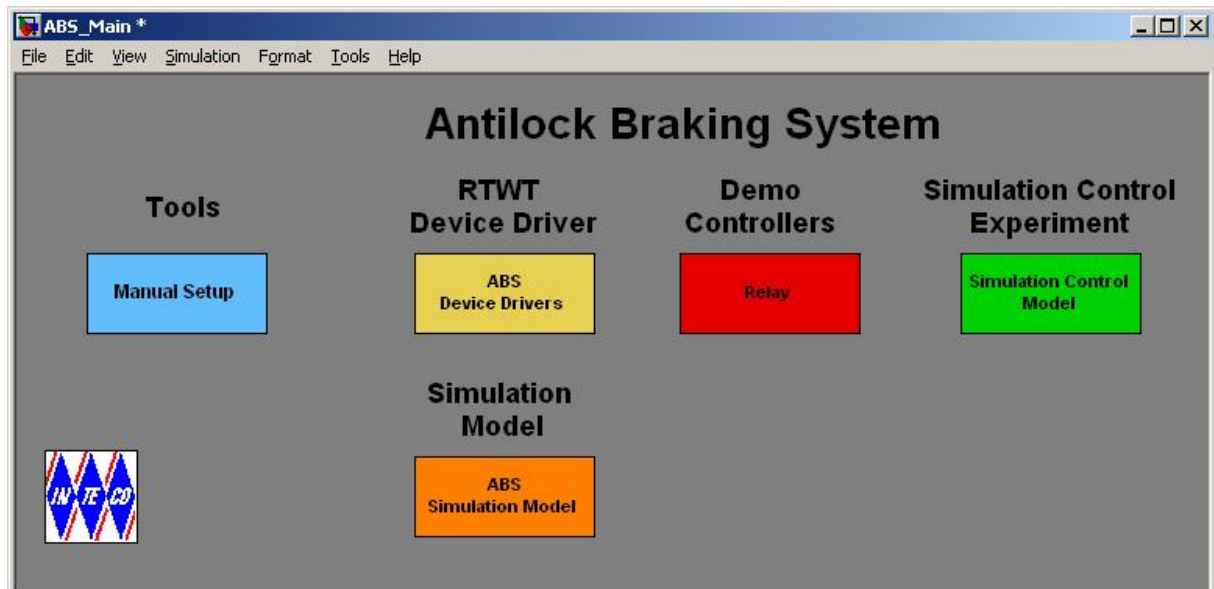 ABS_Main *
File Edit View Simulation Format Tools Help
Antilock Braking System
Tools
Manual Setup
RTWT
Device Driver
ABS
Device Drivers
Demo
Controllers
Relay
Simulation Control
Experiment
Simulation Control
Model
Simulation
Model
ABS
Simulation Model
IN TE CO